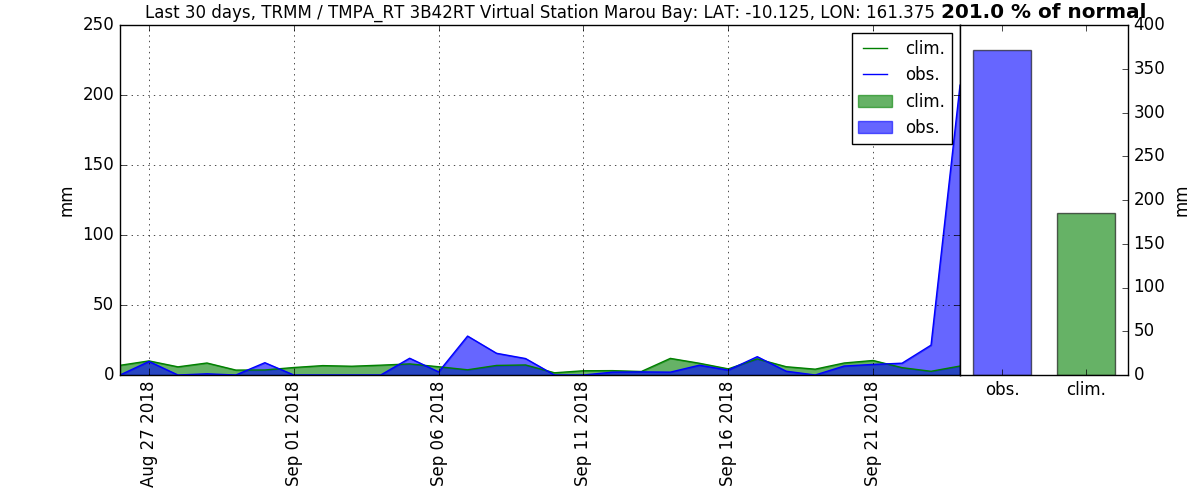 Last 30 days, TRMM / TMPA_RT 3B42RT Virtual Station Marou Bay: LAT: -10.125, LON: 161.375 201.0 % of normal
250
200
150
100
50
0
mm
clim.
obs.
clim.
obs.
400
350
300
250
200
150
100
50
0
mm
obs.
clim.
Aug 27 2018
Sep 01 2018
Sep 06 2018
Sep 11 2018
Sep 16 2018
Sep 21 2018